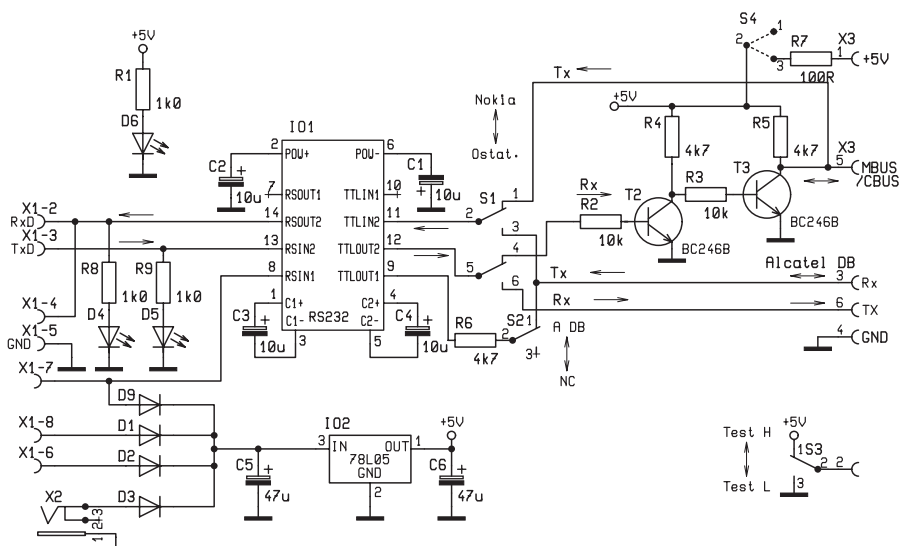 +5V
R1
1k0
D6
IO1
2
POW+
POW-
6
C2
10u
C1
10u
7
RSOUT1
TTLIN1
10
X1-2
RxD
14
RSOUT2
TTLIN2
11
X1-3
TxD
13
RSIN2
TTLOUT2
12
8
RSIN1
TTLOUT1
9
R8
1k0
R9
1k0
1
C1+
C2+
4
C3
10u
C1-
RS232
C2-
C4
10u
3
5
X1-4
X1-5
GND
D4
D5
X1-7
D9
X1-8
D1
X1-6
D2
X2
D3
1 2 3
IO2
3
IN
OUT
1
78L05
GND
2
+5V
C5
47u
C6
47u
Tx
Nokia
Ostat.
S1
1
2
3
4
5
6
Rx
R2
10k
T2
BC246B
R3
10k
T3
BC246B
R4
4k7
R5
4k7
+5V
S4
1
2
3
R7
100R
X3
1
+5V
X3
5
MBUS
/CBUS
Tx
Rx
Alcatel DB
3
Rx
6
TX
4
GND
R6
4k7
S2
1
2
3
A DB
NC
Test H
Test L
+5V
1
S3
2
2
3